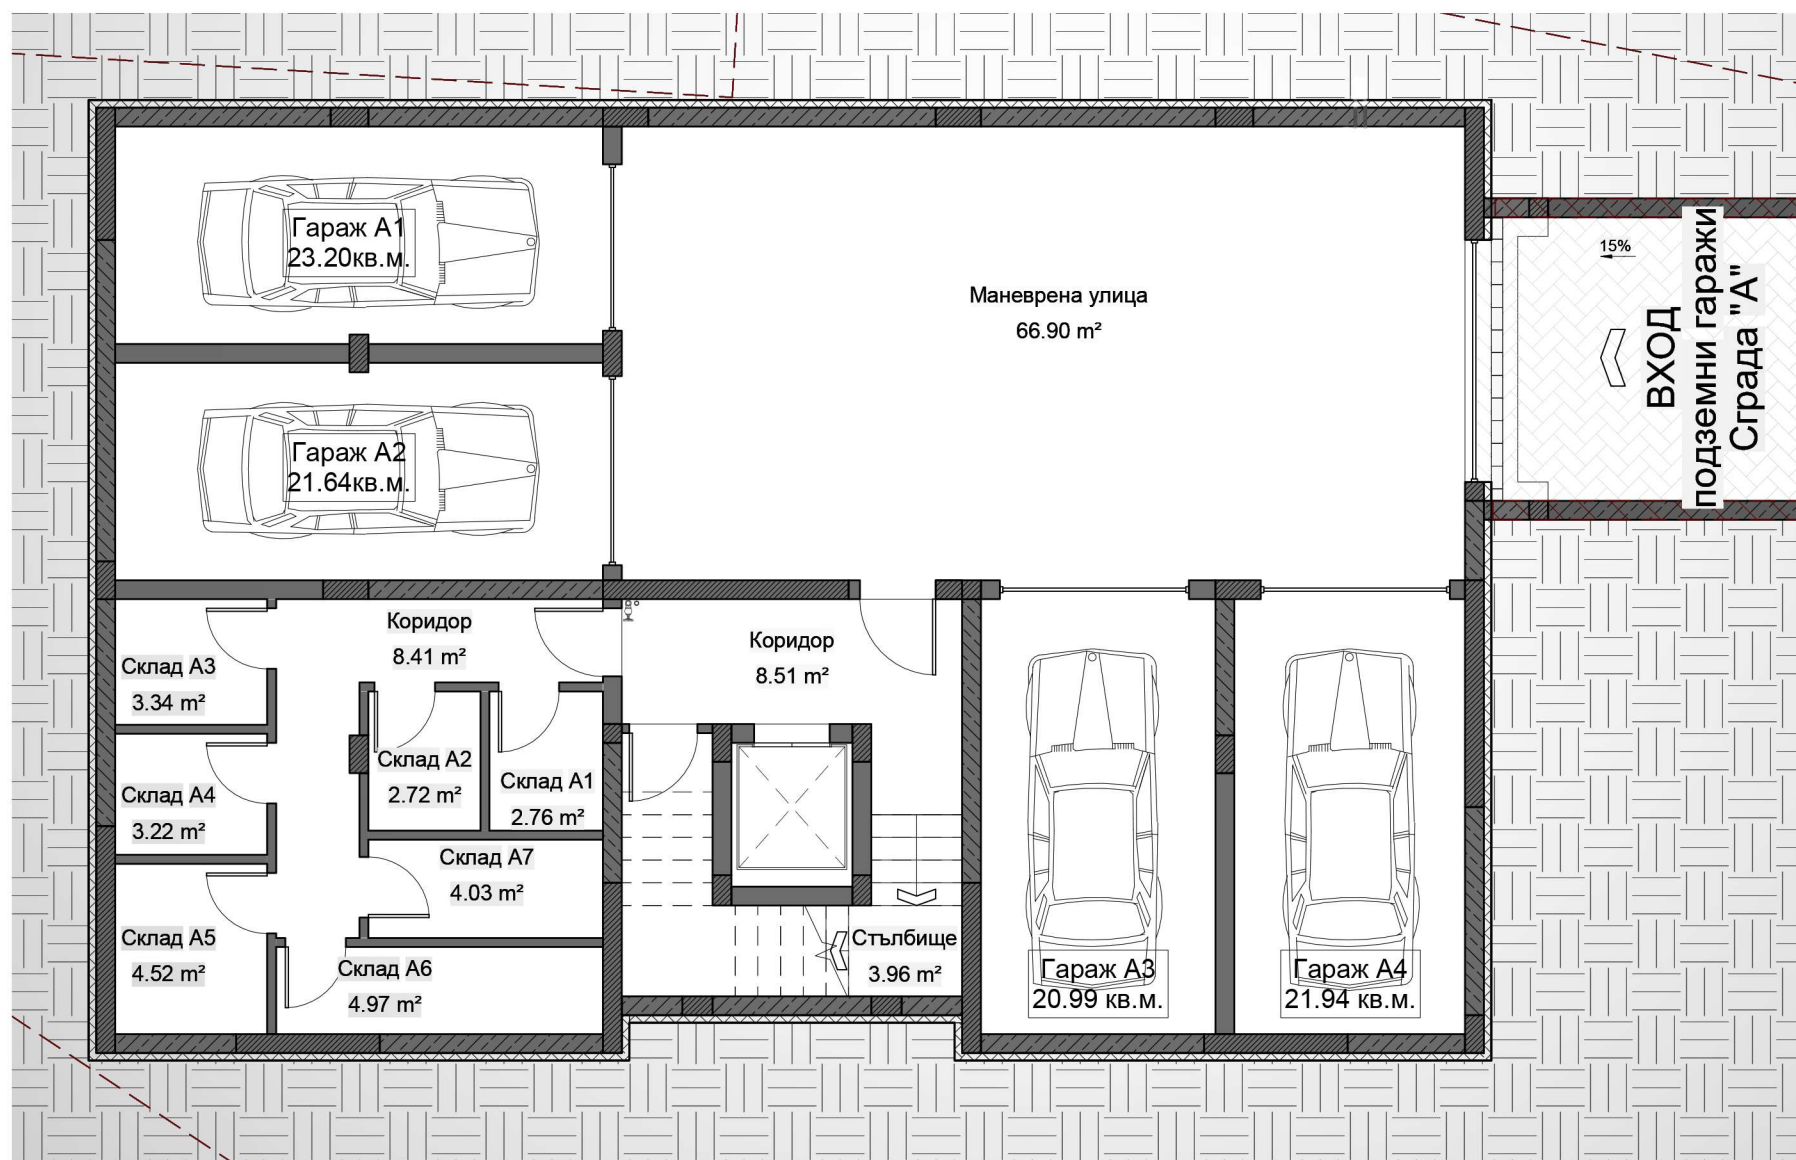 Гараж А1
23.20кв.м.
Маневрена улица
66.90 m²
15%
ВХОД
подземни гаражи
Сграда "А"
Гараж А2
21.64кв.м.
Коридор
8.41 m²
Коридор
8.51 m²
Склад А3
3.34 m²
Склад А2
2.72 m²
Склад А1
2.76 m²
Склад А4
3.22 m²
Склад А7
4.03 m²
Склад А5
4.52 m²
Склад А6
4.97 m²
Стълбище
3.96 m²
Гараж А3
20.99 кв.м.
Гараж А4
21.94 кв.м.